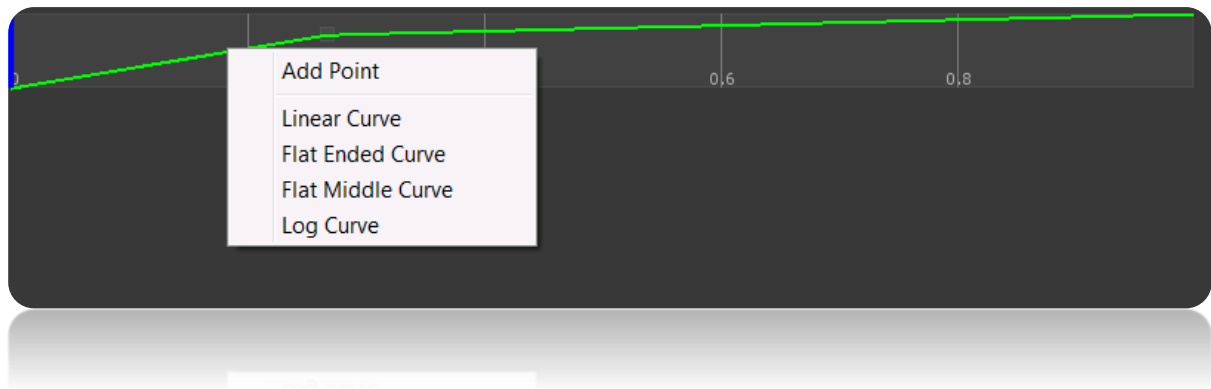 0
0,6
0,8
Add Point
Linear Curve
Flat Ended Curve
Flat Middle Curve
Log Curve